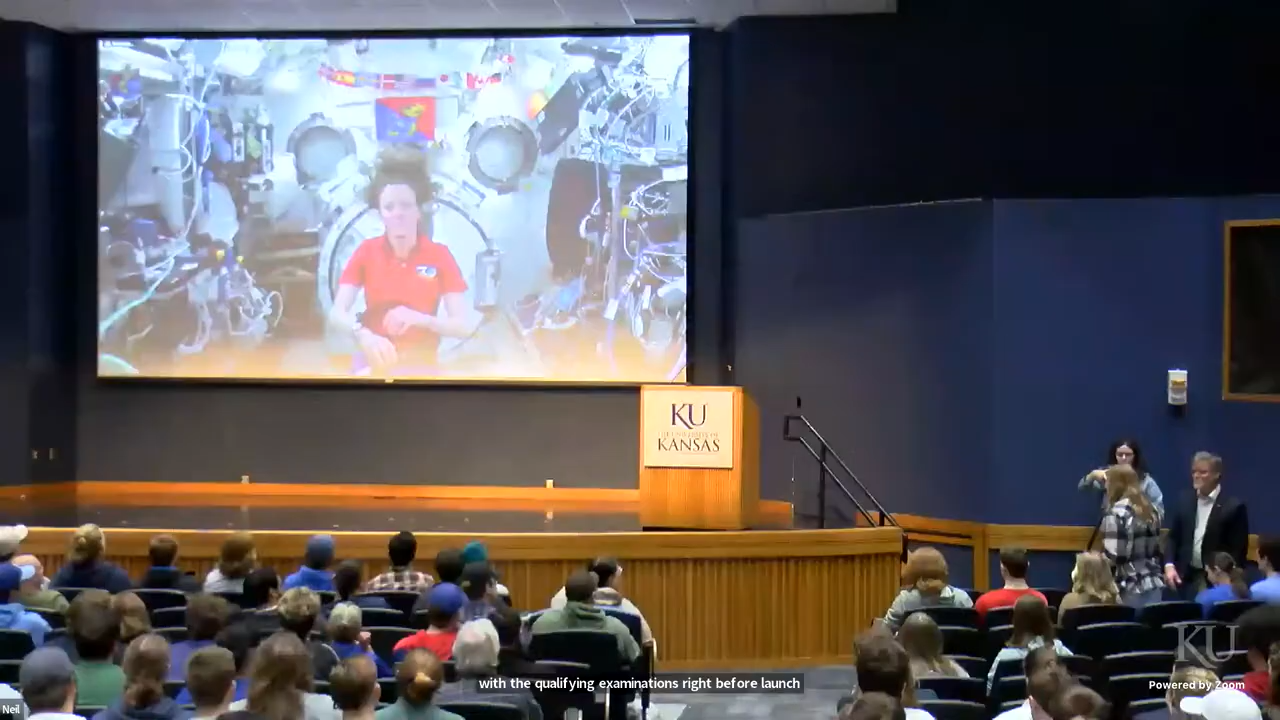 KU
THE UNIVERSITY OF
KANSAS
with the qualifying examinations right before launch
KU
Powered by Zoom
Neil